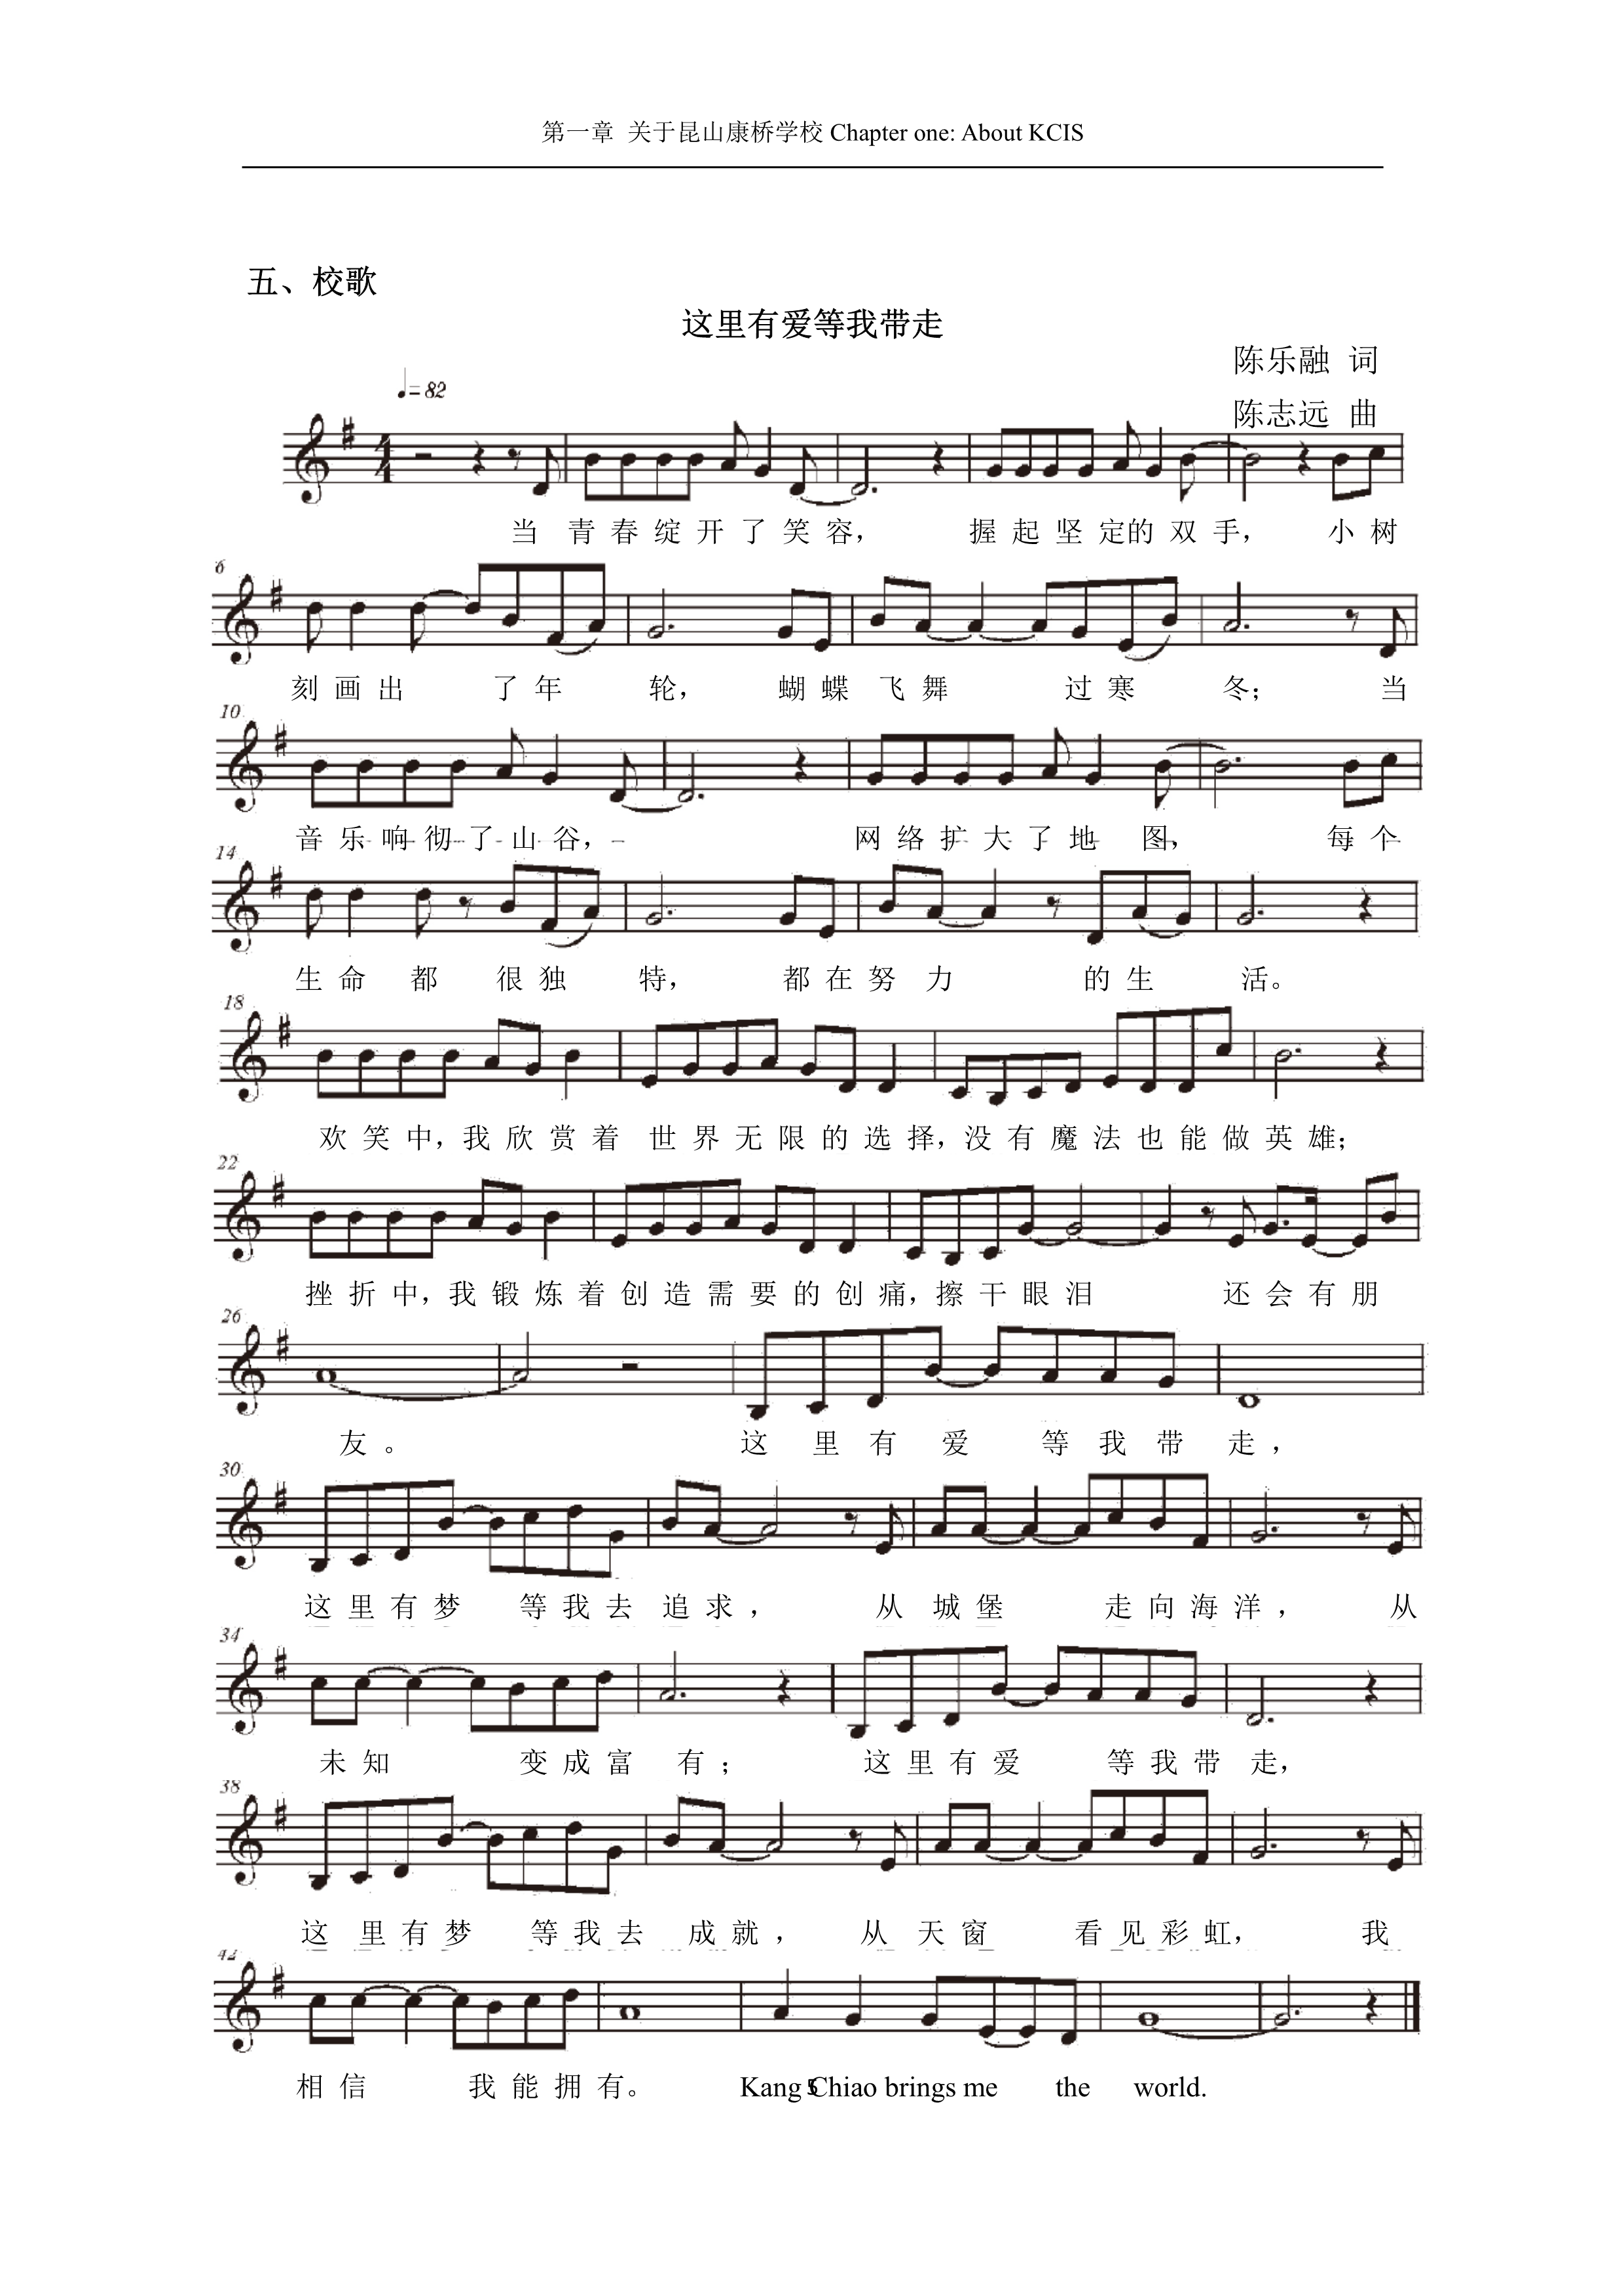 第一章 关于昆山康桥学校 Chapter one: About KCIS
五、校歌
这里有爱等我带走
陈乐融 词
♩=82
陈志远 曲
当 青 春 绽 开 了 笑 容， 握 起 坚 定的 双 手， 小 树
6
刻 画 出 了 年 轮， 蝴 蝶 飞 舞 过 寒 冬； 当
10
音 乐 响 彻 了 山 谷， 网 络 扩 大 了 地 图， 每 个
14
生 命 都 很 独 特， 都 在 努 力 的 生 活。
18
欢 笑 中，我 欣 赏 着 世 界 无 限 的 选 择，没 有 魔 法 也 能 做 英 雄；
22
挫 折 中，我 锻 炼 着 创 造 需 要 的 创 痛，擦 干 眼 泪 还 会 有 朋
26
友 。 这 里 有 爱 等 我 带 走 ，
30
这 里 有 梦 等 我 去 追 求 ， 从 城 堡 走 向 海 洋 ， 从
34
未 知 变 成 富 有 ； 这 里 有 爱 等 我 带 走，
38
这 里 有 梦 等 我 去 成 就 ， 从 天 窗 看 见 彩 虹， 我
42
相 信 我 能 拥 有。 Kang Chiao brings me the world.
5